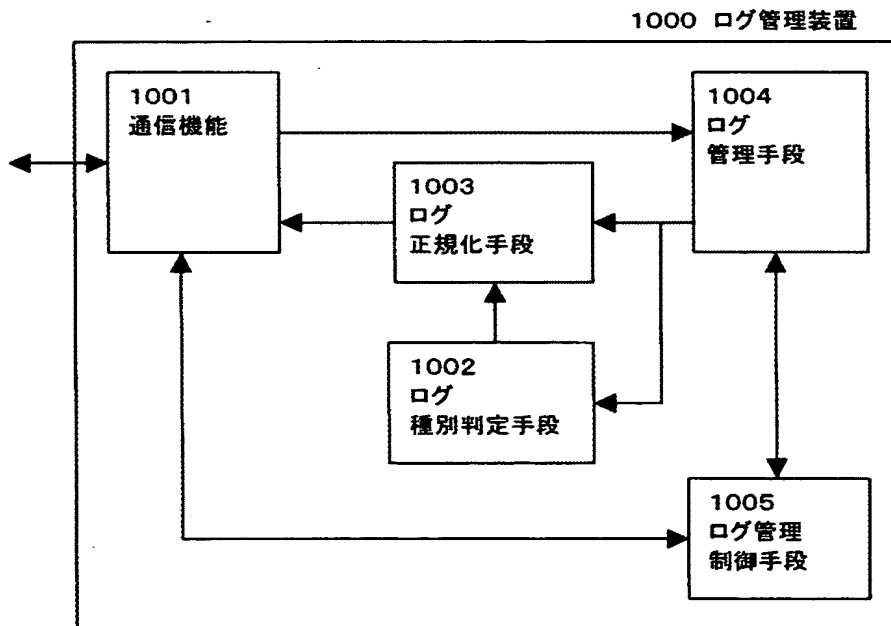 1000 ログ管理装置
1001
通信機能
1004
ログ
管理手段
1003
ログ
正規化手段
1002
ログ
種別判定手段
1005
ログ管理
制御手段